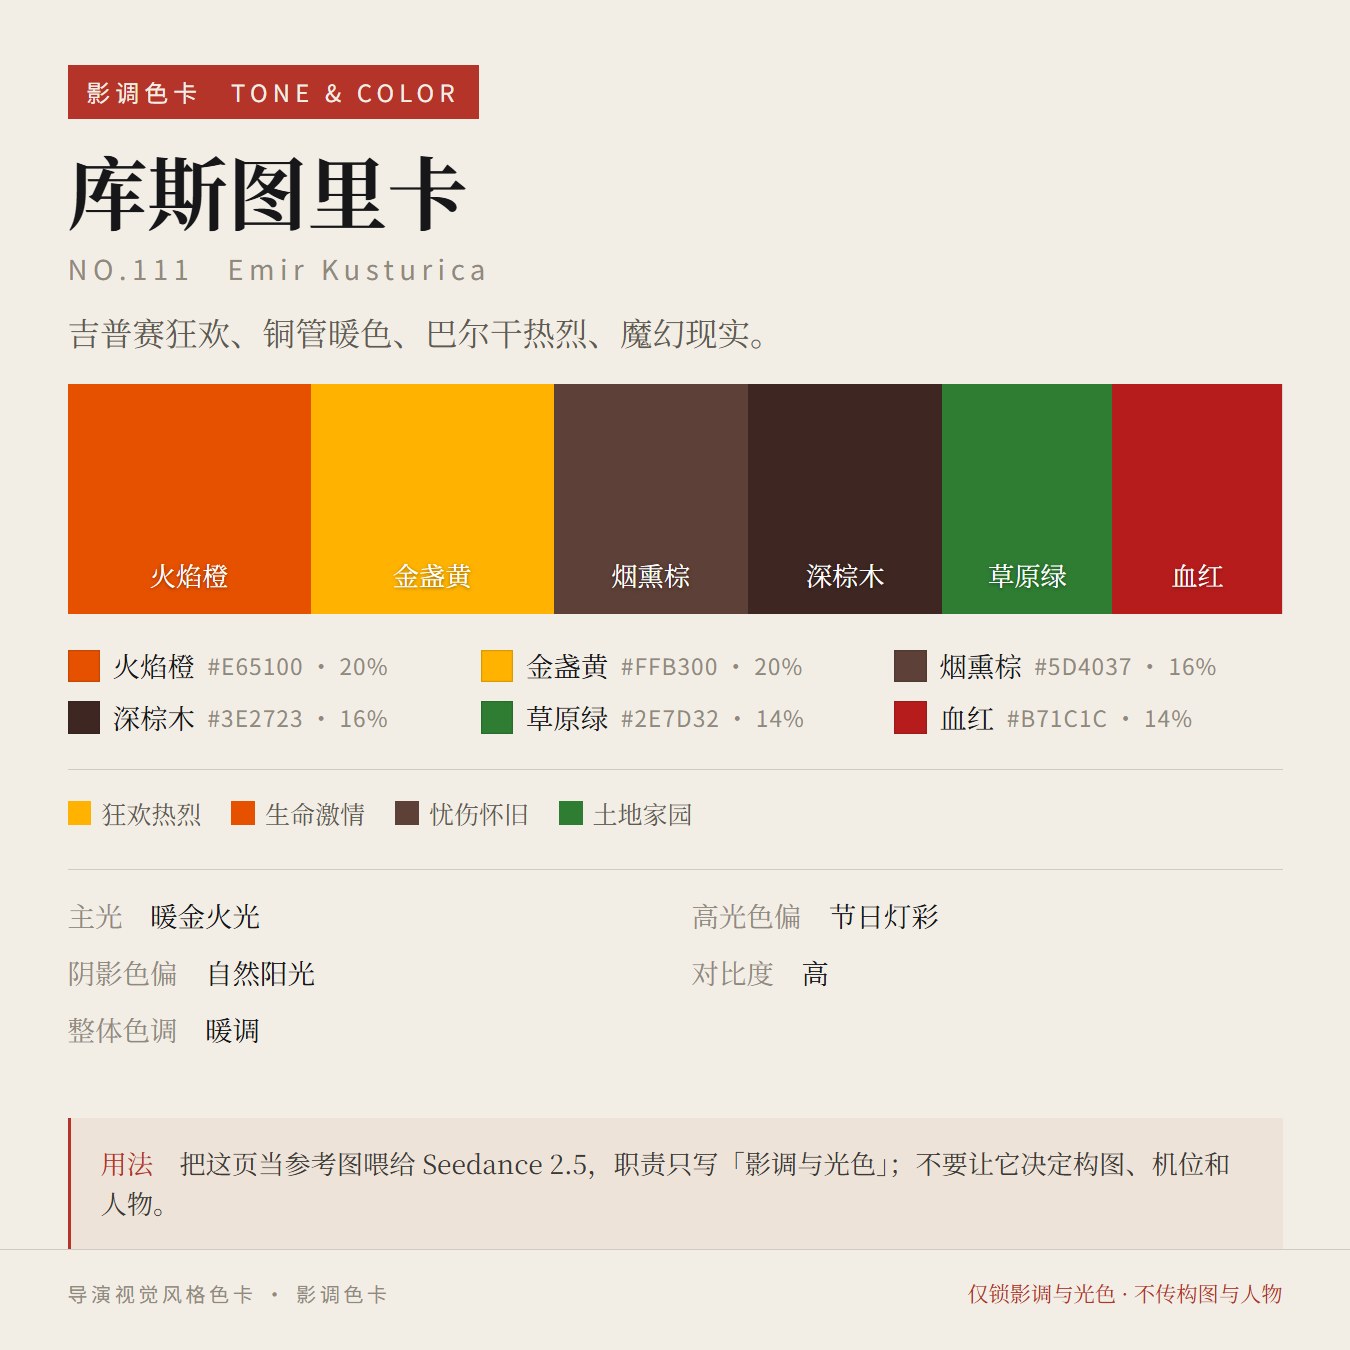 影调色卡 TONE & COLOR
库斯图里卡
NO.111 Emir Kusturica
吉普赛狂欢、铜管暖色、巴尔干热烈、魔幻现实。
火焰橙 金盏黄 烟熏棕 深棕木 草原绿 血红
火焰橙 #E65100 • 20% 金盏黄 #FFB300 • 20% 烟熏棕 #5D4037 • 16%
深棕木 #3E2723 • 16% 草原绿 #2E7D32 • 14% 血红 #B71C1C • 14%
狂欢热烈 生命激情 忧伤怀旧 土地家园
主光 暖金火光 高光色偏 节日灯彩
阴影色偏 自然阳光 对比度 高
整体色调 暖调
用法 把这页当参考图喂给 Seedance 2.5，职责只写「影调与光色」；不要让它决定构图、机位和
人物。
导演视觉风格色卡 • 影调色卡 仅锁影调与光色 · 不传构图与人物